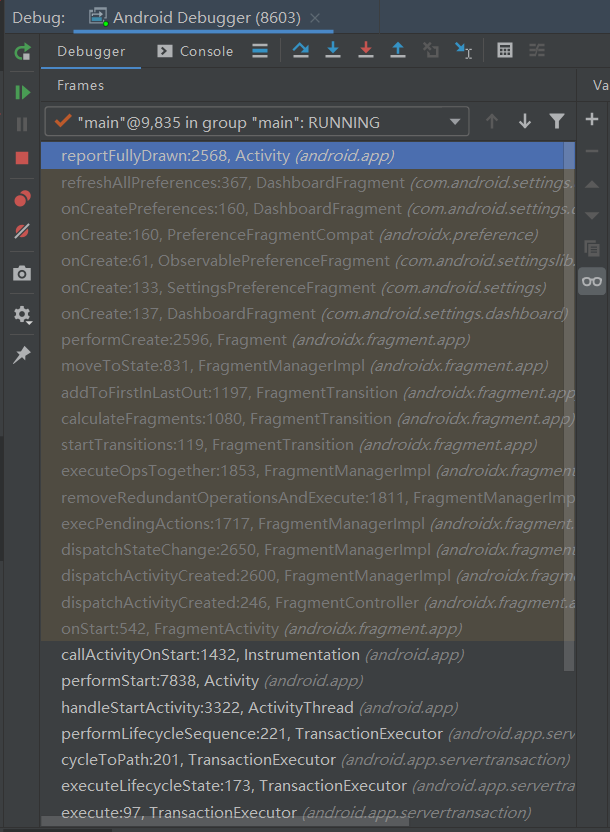 Debug: Android Debugger (8603)
Debugger Console
Frames Va
"main"@9,835 in group "main": RUNNING
reportFullyDrawn:2568, Activity (android.app)
refreshAllPreferences:367, DashboardFragment (com.android.settings.
onCreatePreferences:160, DashboardFragment (com.android.settings.c
onCreate:160, PreferenceFragmentCompat (androidx.preference)
onCreate:61, ObservablePreferenceFragment (com.android.settingslib.
onCreate:133, SettingsPreferenceFragment (com.android.settings)
onCreate:137, DashboardFragment (com.android.settings.dashboard)
performCreate:2596, Fragment (androidx.fragment.app)
moveToState:831, FragmentManagerImpl (androidx.fragment.app)
addToFirstInLastOut:1197, FragmentTransition (androidx.fragment.app)
calculateFragments:1080, FragmentTransition (androidx.fragment.app)
startTransitions:119, FragmentTransition (androidx.fragment.app)
executeOpsTogether:1853, FragmentManagerImpl (androidx.fragment
removeRedundantOperationsAndExecute:1811, FragmentManagerImp
execPendingActions:1717, FragmentManagerImpl (androidx.fragment.
dispatchStateChange:2650, FragmentManagerImpl (androidx.fragmen
dispatchActivityCreated:2600, FragmentManagerImpl (androidx.fragm
dispatchActivityCreated:246, FragmentController (androidx.fragment.a
onStart:542, FragmentActivity (androidx.fragment.app)
callActivityOnStart:1432, Instrumentation (android.app)
performStart:7838, Activity (android.app)
handleStartActivity:3322, ActivityThread (android.app)
performLifecycleSequence:221, TransactionExecutor (android.app.serv
cycleToPath:201, TransactionExecutor (android.app.servertransaction)
executeLifecycleState:173, TransactionExecutor (android.app.servertra
execute:97, TransactionExecutor (android.app.servertransaction)